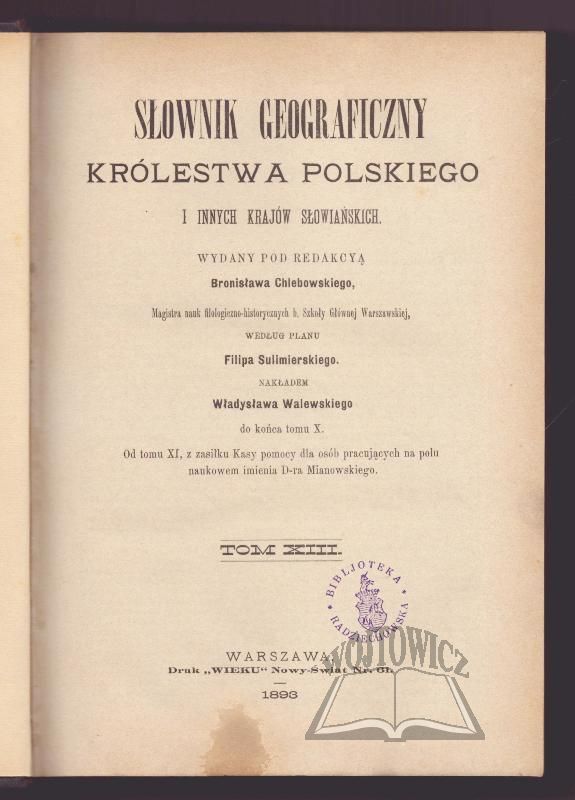 SŁOWNIK GEOGRAFICZNY
KRÓLESTWA POLSKIEGO
I INNYCH KRAJÓW SŁOWIAŃSKICH.
WYDANY POD REDAKCYĄ
Bronisława Chlebowskiego,
Magistra nauk filologiczno-historycznych b. Szkoły Głównej Warszawskiej,
WEDŁUG PLANU
Filipa Sulimierskiego.
NAKŁADEM
Władysława Walewskiego
do końca tomu X.
Od tomu XI, z zasiłku Kasy pomocy dla osób pracujących na polu
naukowem imienia D-ra Mianowskiego.
TOM XIII.
BIBLJOTEKA
RADZIECHOWSKA
WARSZAWA.
Druk „WIEKU“ Nowy-Świat Nr. 61.
1893
WÓJTOWICZ